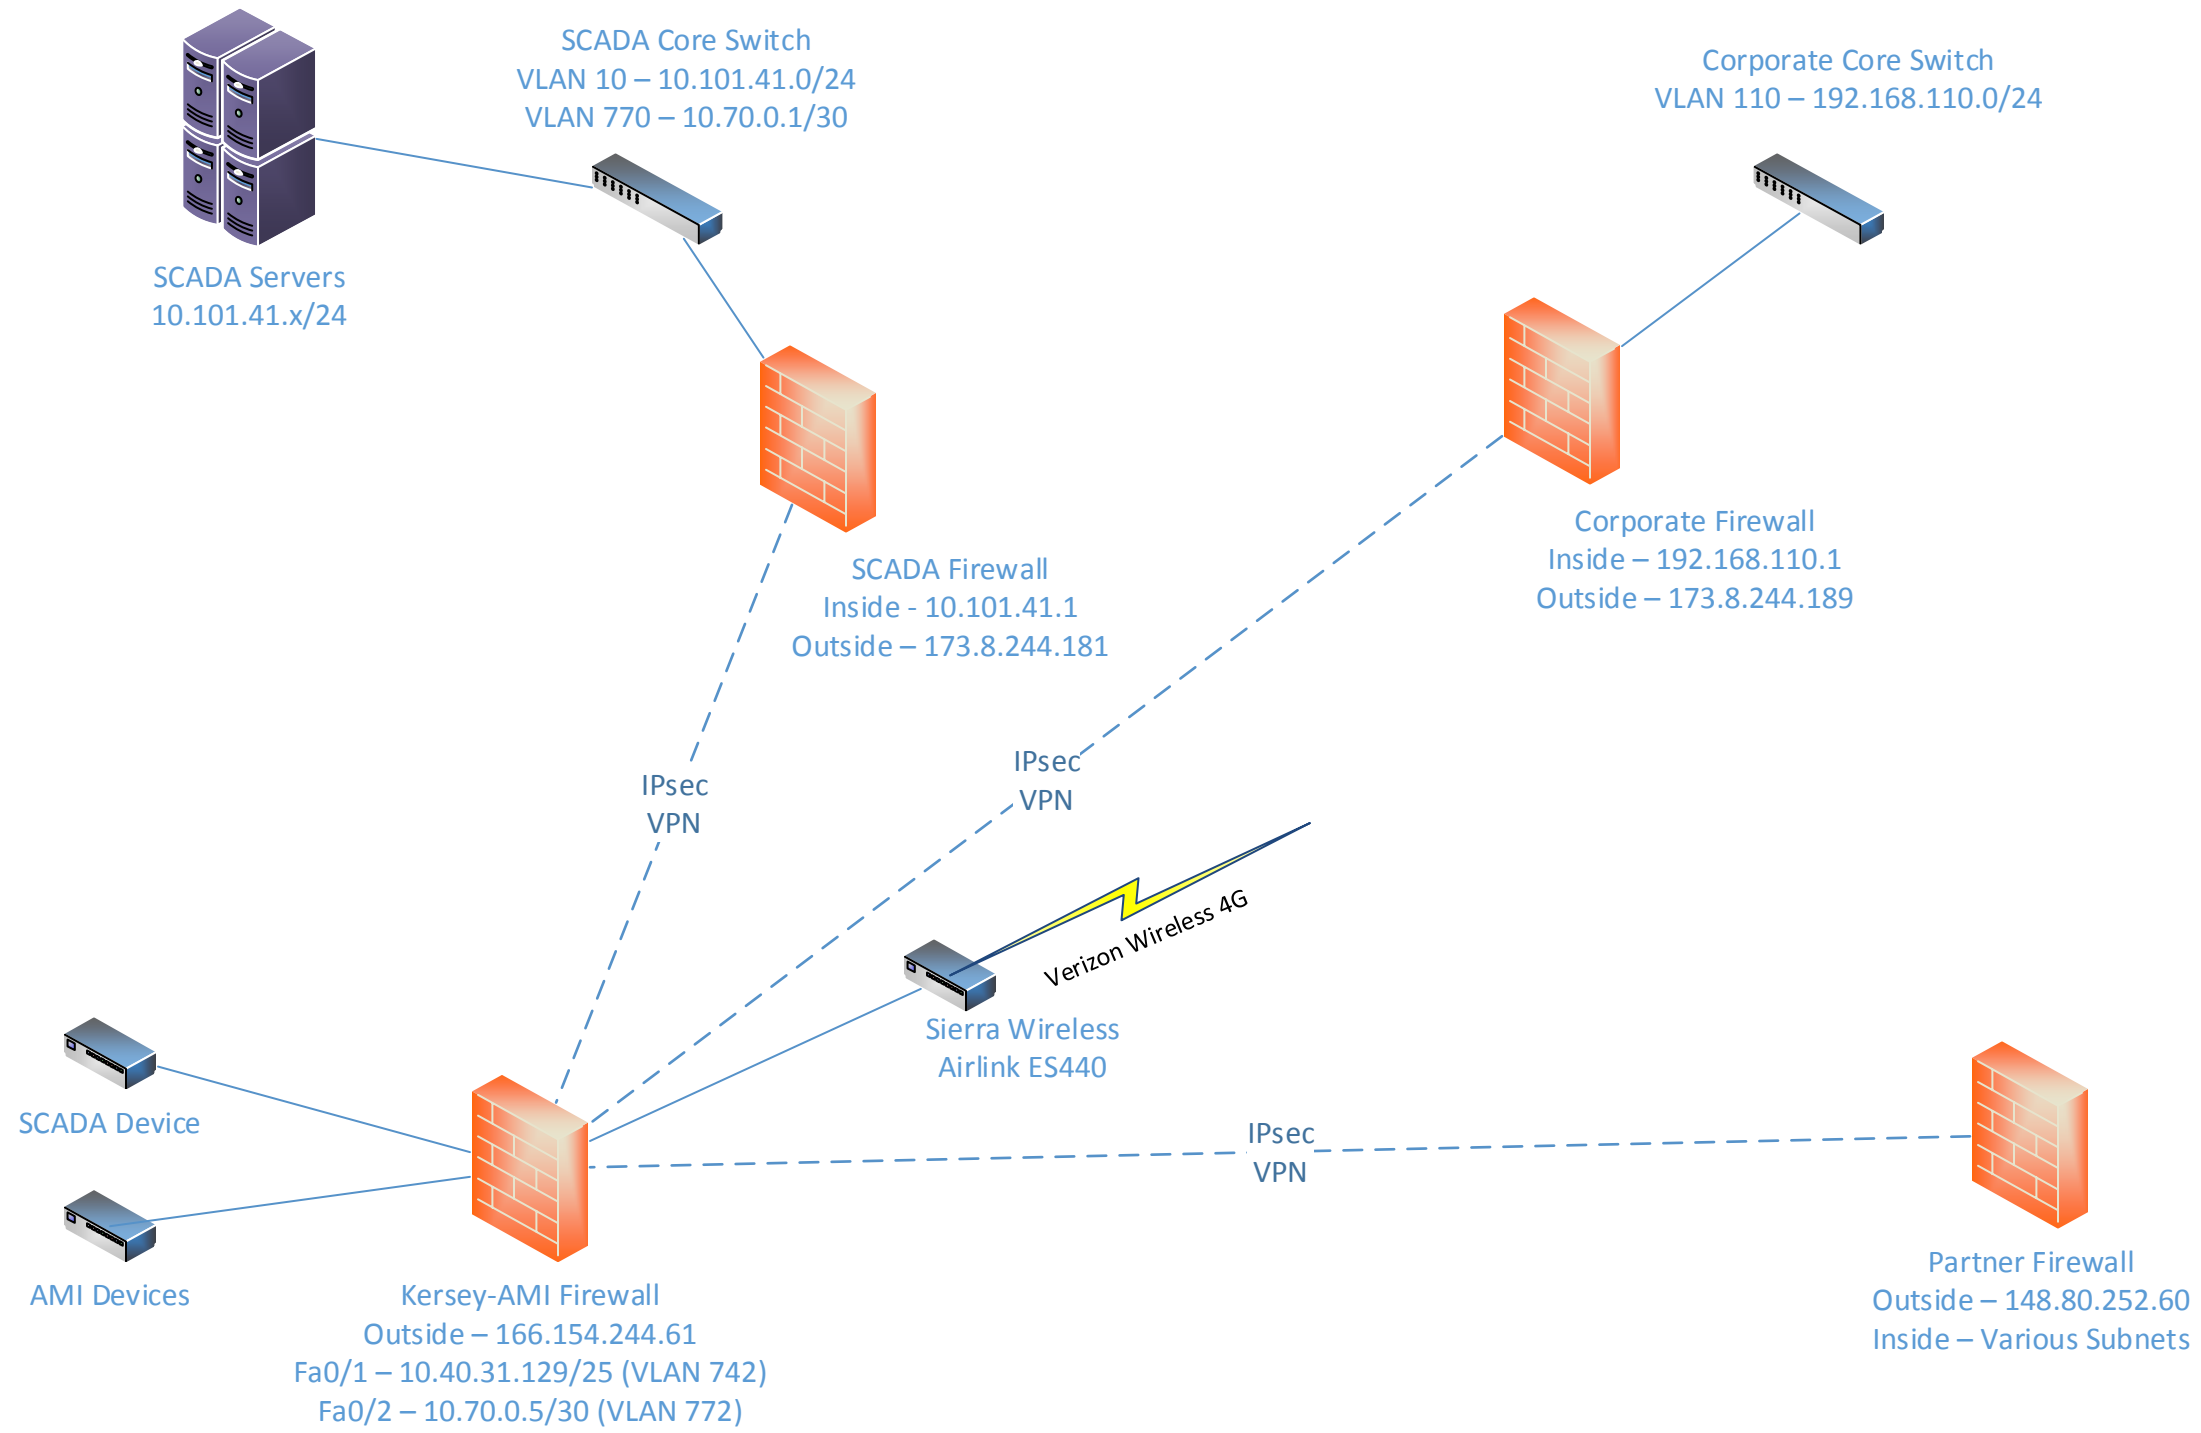 SCADA Core Switch
VLAN 10 – 10.101.41.0/24
VLAN 770 – 10.70.0.1/30
Corporate Core Switch
VLAN 110 – 192.168.110.0/24
SCADA Servers
10.101.41.x/24
SCADA Firewall
Inside - 10.101.41.1
Outside – 173.8.244.181
Corporate Firewall
Inside – 192.168.110.1
Outside – 173.8.244.189
IPsec
VPN
IPsec
VPN
Verizon Wireless 4G
Sierra Wireless
Airlink ES440
SCADA Device
IPsec
VPN
AMI Devices
Kersey-AMI Firewall
Outside – 166.154.244.61
Fa0/1 – 10.40.31.129/25 (VLAN 742)
Fa0/2 – 10.70.0.5/30 (VLAN 772)
Partner Firewall
Outside – 148.80.252.60
Inside – Various Subnets